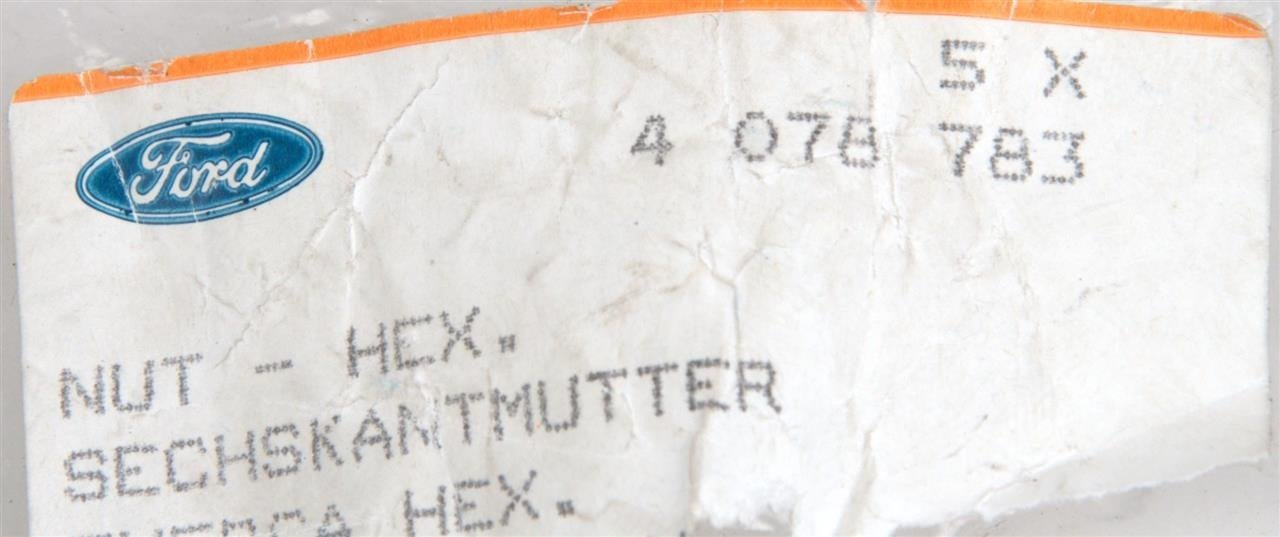 Ford
5 X
4 078 783
NUT - HEX.
SECHSKANTMUTTER
HEX.